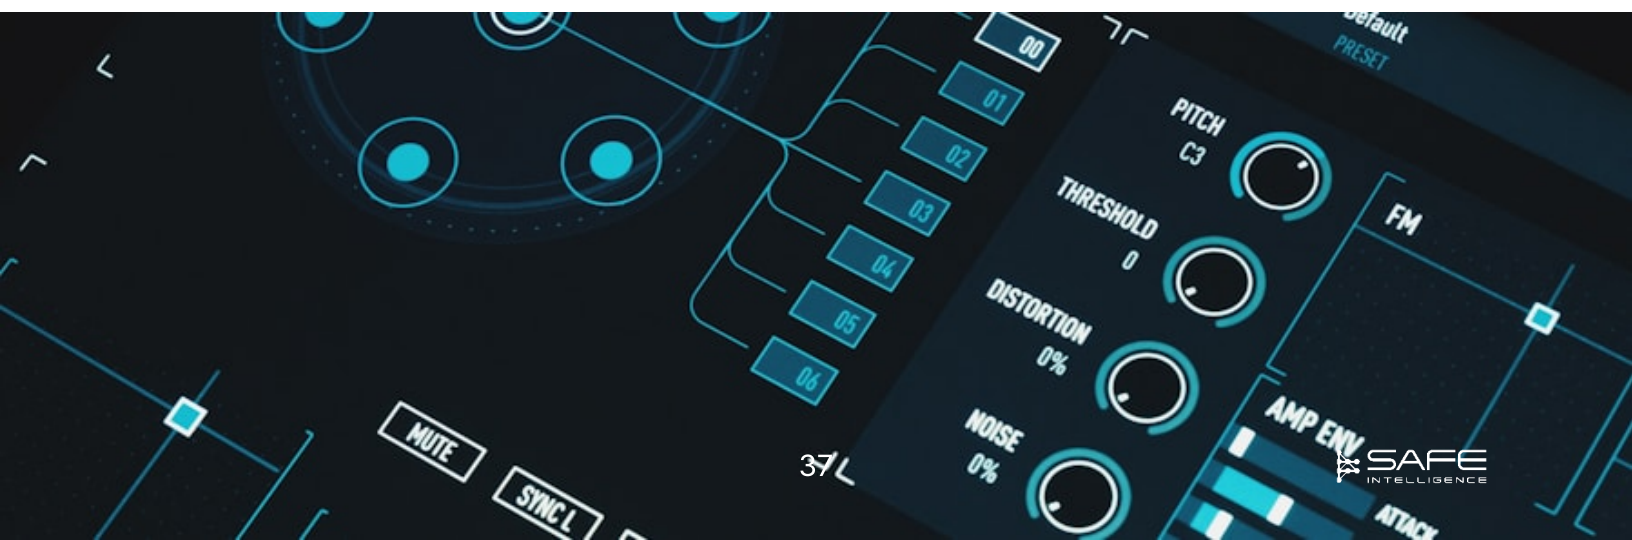 Default
PRESET
00
01
02
03
04
05
06
PITCH
C3
THRESHOLD
0
DISTORTION
0%
NOISE
0%
FM
AMP ENV
ATTACK
MUTE
SYNC L
37
SAFE
INTELLIGENCE